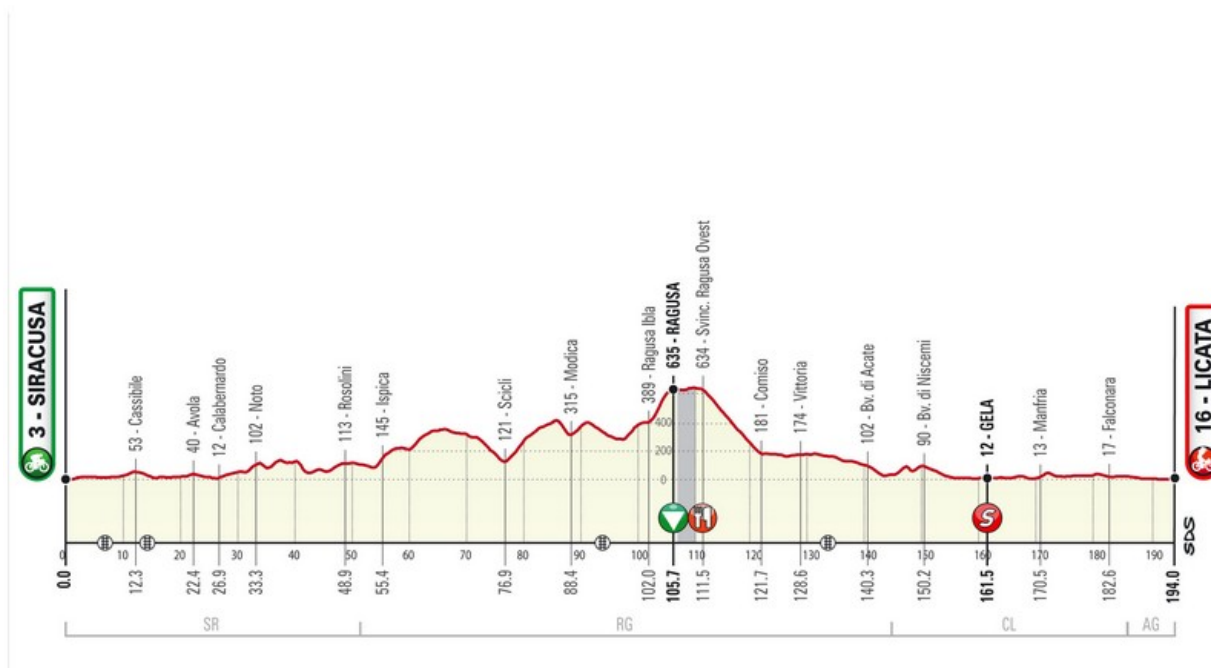 3 - SIRACUSA
53 - Cassibile
40 - Avola
12 - Calabernardo
102 - Noto
113 - Rosolini
145 - Ispica
121 - Scicli
315 - Modica
389 - Ragusa Ibla
635 - RAGUSA
634 - Svinc. Ragusa Ovest
181 - Comiso
174 - Vittoria
102 - Bv. di Acate
90 - Bv. di Niscemi
12 - GELA
13 - Manfria
17 - Falconara
16 - LICATA
400
200
0
S
SDS
0 10 20 30 40 50 60 70 80 90 100 110 120 130 140 150 160 170 180 190
0.0 12.3 22.4 26.9 33.3 48.9 55.4 76.9 88.4 102.0 105.7 111.5 121.7 128.6 140.3 150.2 161.5 170.5 182.6 194.0
SR RG CL AG